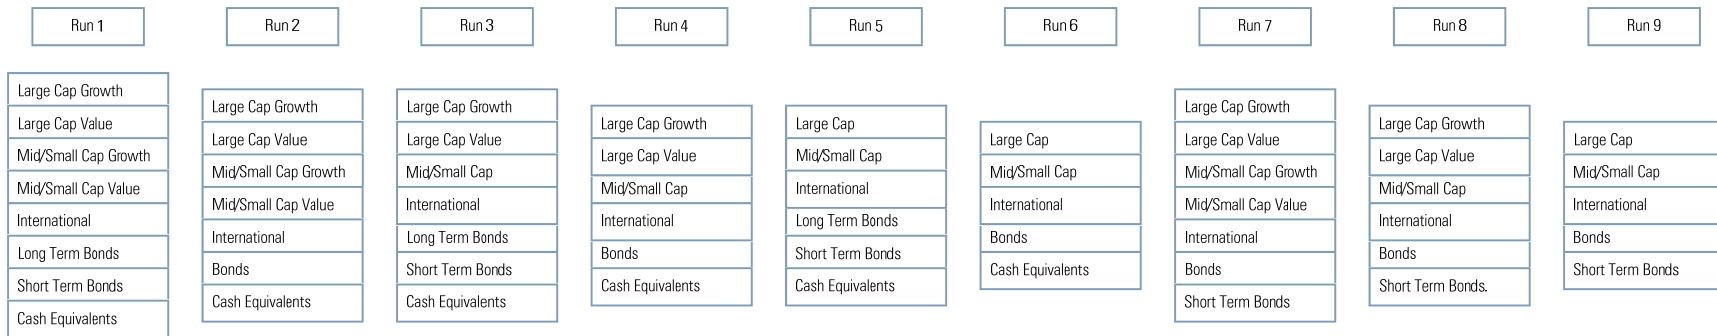 Run 1
Large Cap Growth
Large Cap Value
Mid/Small Cap Growth
Mid/Small Cap Value
International
Long Term Bonds
Short Term Bonds
Cash Equivalents
Run 2
Large Cap Growth
Large Cap Value
Mid/Small Cap Growth
Mid/Small Cap Value
International
Bonds
Cash Equivalents
Run 3
Large Cap Growth
Large Cap Value
Mid/Small Cap
International
Long Term Bonds
Short Term Bonds
Cash Equivalents
Run 4
Large Cap Growth
Large Cap Value
Mid/Small Cap
International
Bonds
Cash Equivalents
Run 5
Large Cap
Mid/Small Cap
International
Long Term Bonds
Short Term Bonds
Cash Equivalents
Run 6
Large Cap
Mid/Small Cap
International
Bonds
Cash Equivalents
Run 7
Large Cap Growth
Large Cap Value
Mid/Small Cap Growth
Mid/Small Cap Value
International
Bonds
Short Term Bonds
Run 8
Large Cap Growth
Large Cap Value
Mid/Small Cap
International
Bonds
Short Term Bonds.
Run 9
Large Cap
Mid/Small Cap
International
Bonds
Short Term Bonds